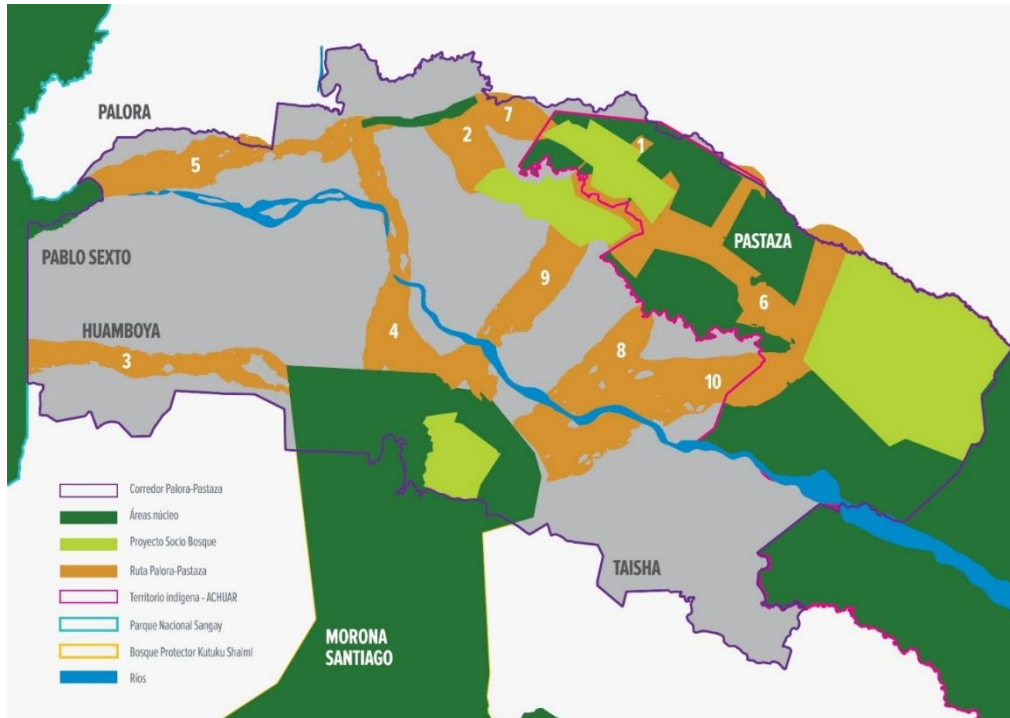 PALORA
7
2
1
5
PASTAZA
PABLO SEXTO
9
6
HUAMBOYA
4
8
3
10
Corredor Palora-Pastaza
Áreas núcleo
Proyecto Socio Bosque
Ruta Palora-Pastaza
Territorio indígena - ACHUAR
Parque Nacional Sangay
Bosque Protector Kutuku Shaimi
Ríos
TAISHA
MORONA
SANTIAGO